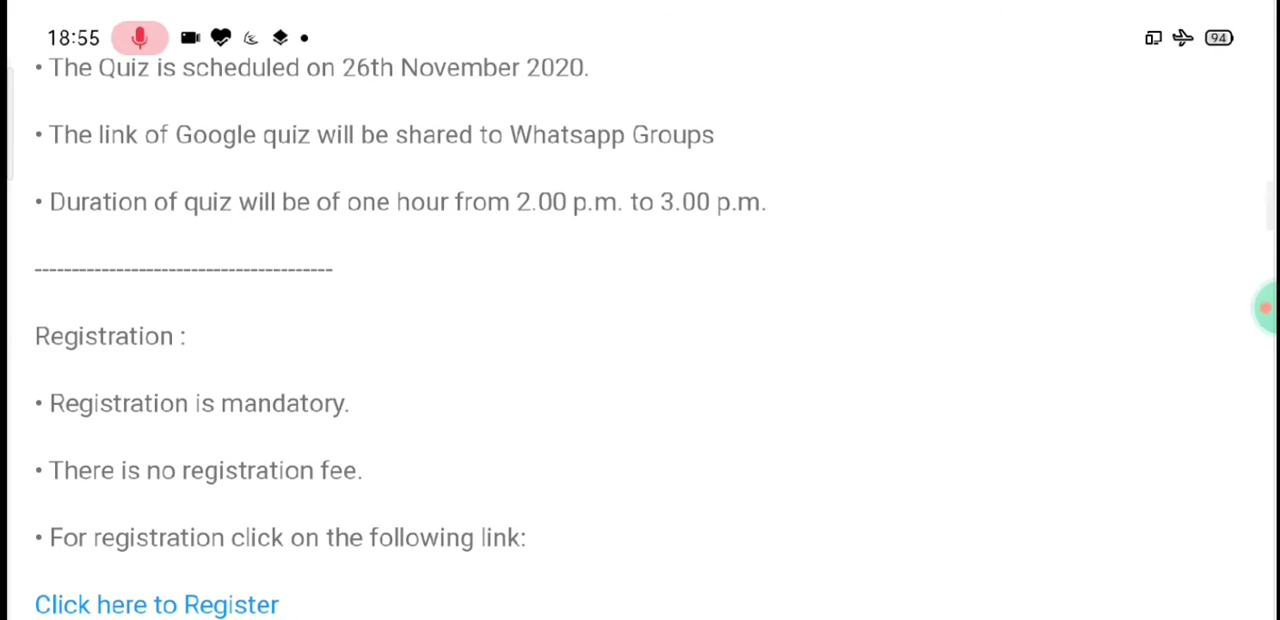 18:55
94
• The Quiz is scheduled on 26th November 2020.
• The link of Google quiz will be shared to Whatsapp Groups
• Duration of quiz will be of one hour from 2.00 p.m. to 3.00 p.m.
----------------------------------------
Registration :
• Registration is mandatory.
• There is no registration fee.
• For registration click on the following link:
Click here to Register